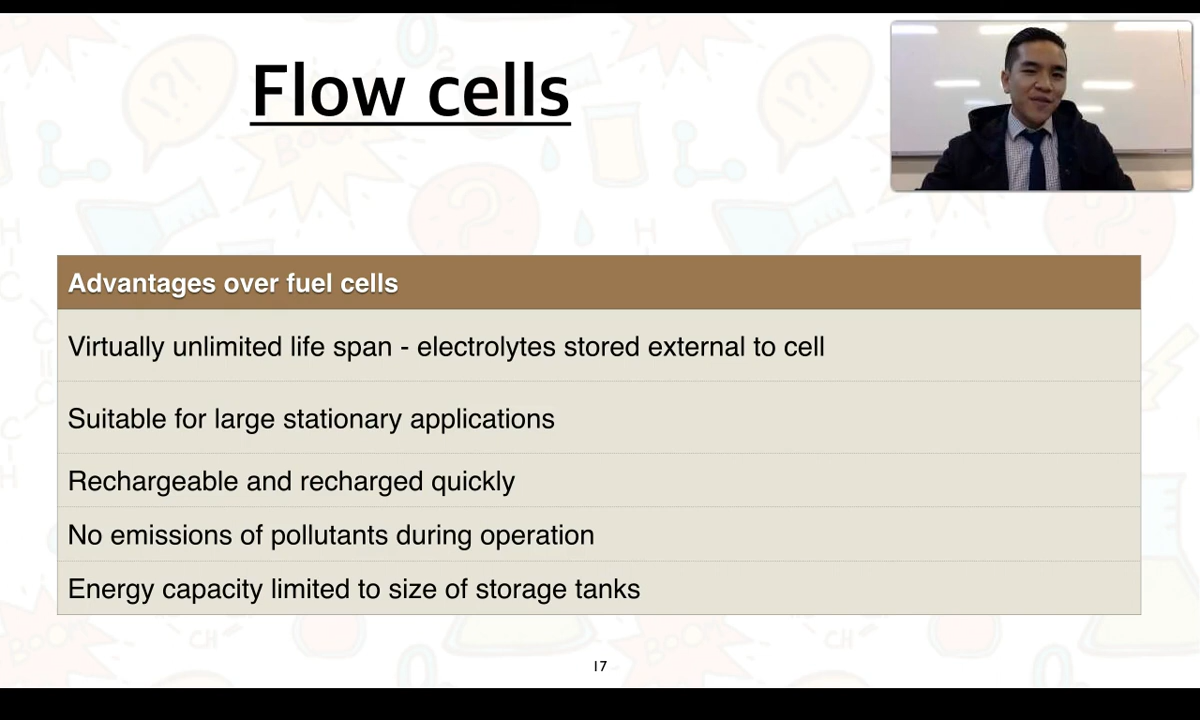 Flow cells
Advantages over fuel cells
Virtually unlimited life span - electrolytes stored external to cell
Suitable for large stationary applications
Rechargeable and recharged quickly
No emissions of pollutants during operation
Energy capacity limited to size of storage tanks
17